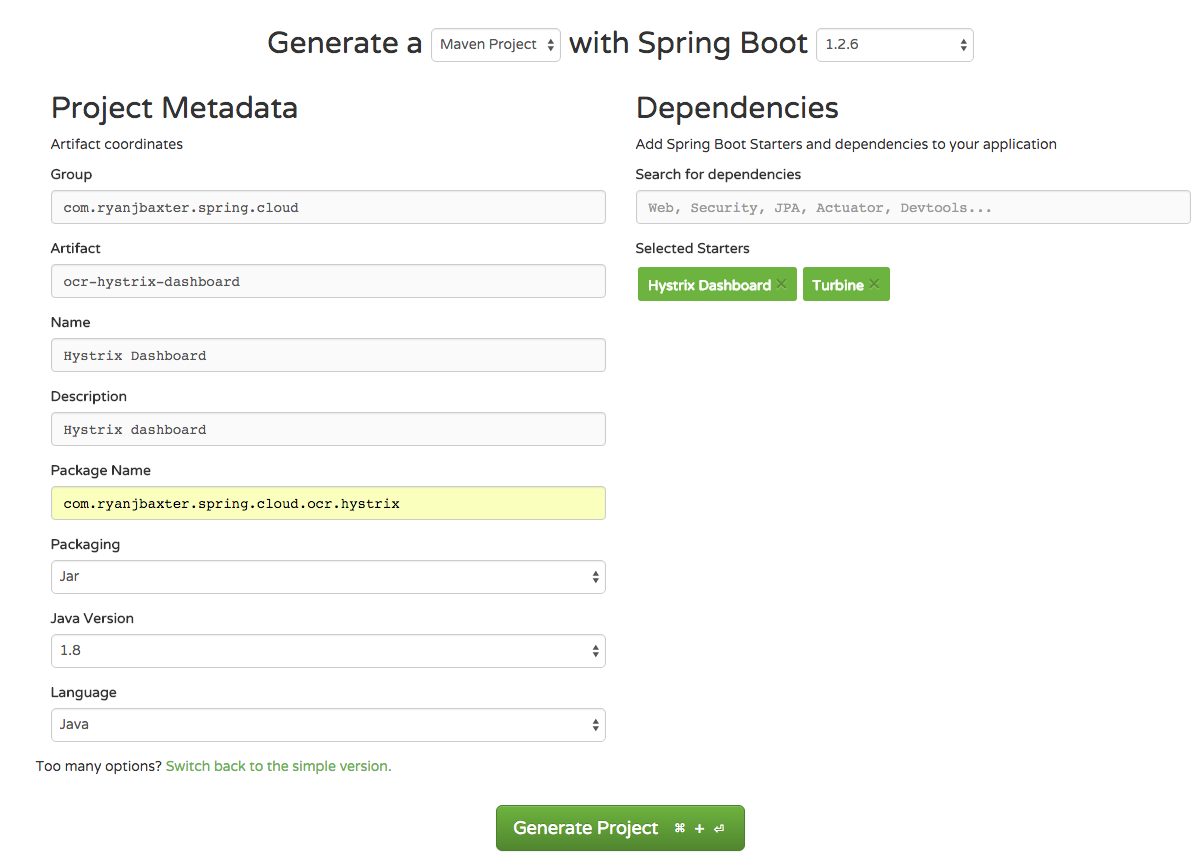 Generate a Maven Project with Spring Boot 1.2.6
Project Metadata
Artifact coordinates
Group
com.ryanjbaxter.spring.cloud
Artifact
ocr-hystrix-dashboard
Name
Hystrix Dashboard
Description
Hystrix dashboard
Package Name
com.ryanjbaxter.spring.cloud.ocr.hystrix
Packaging
Jar
Java Version
1.8
Language
Java
Too many options? Switch back to the simple version.
Dependencies
Add Spring Boot Starters and dependencies to your application
Search for dependencies
Web, Security, JPA, Actuator, Devtools...
Selected Starters
Hystrix Dashboard × Turbine ×
Generate Project ⌘ + ⏎